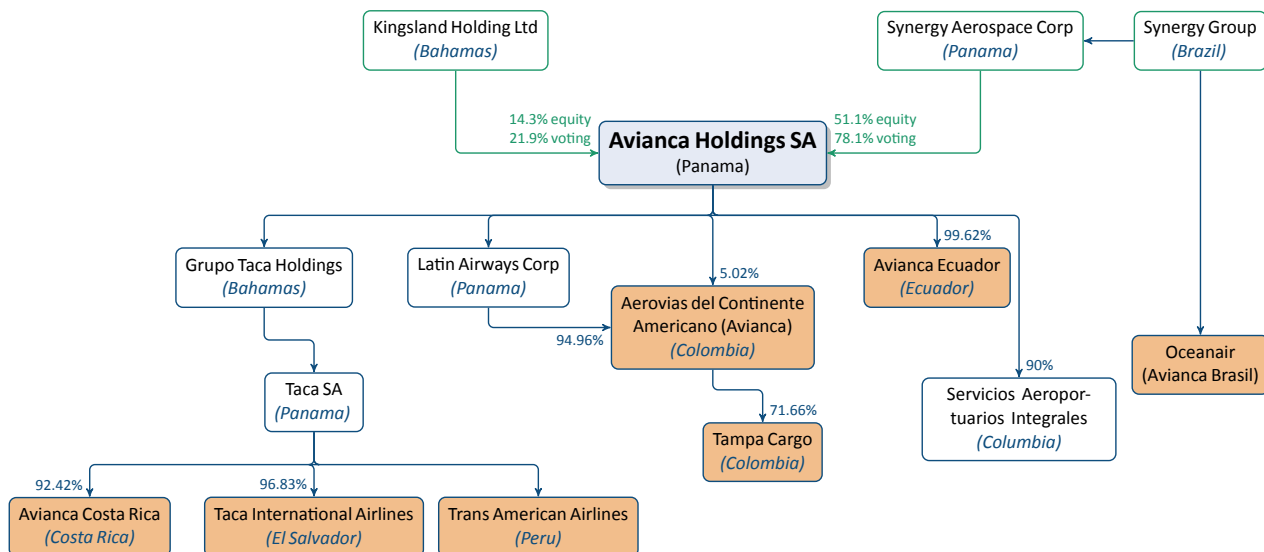 Kingsland Holding Ltd
(Bahamas)
Synergy Aerospace Corp
(Panama)
Synergy Group
(Brazil)
14.3% equity
21.9% voting
51.1% equity
78.1% voting
Avianca Holdings SA
(Panama)
Grupo Taca Holdings
(Bahamas)
Latin Airways Corp
(Panama)
94.96%
5.02%
Aerovias del Continente
Americano (Avianca)
(Colombia)
99.62%
Avianca Ecuador
(Ecuador)
Oceanair
(Avianca Brasil)
Taca SA
(Panama)
71.66%
Tampa Cargo
(Colombia)
90%
Servicios Aeropor-
tuarios Integrales
(Columbia)
92.42%
Avianca Costa Rica
(Costa Rica)
96.83%
Taca International Airlines
(El Salvador)
Trans American Airlines
(Peru)